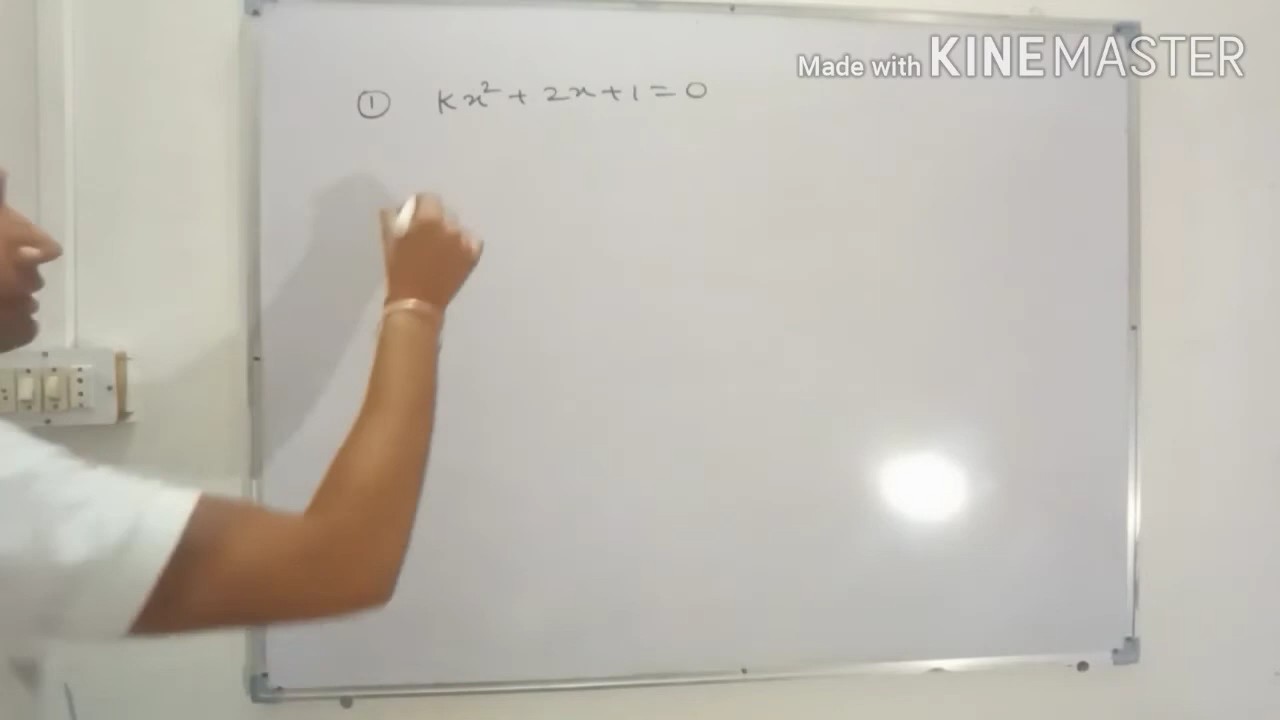 Made with KINEMASTER
① Kx² + 2x + 1 = 0